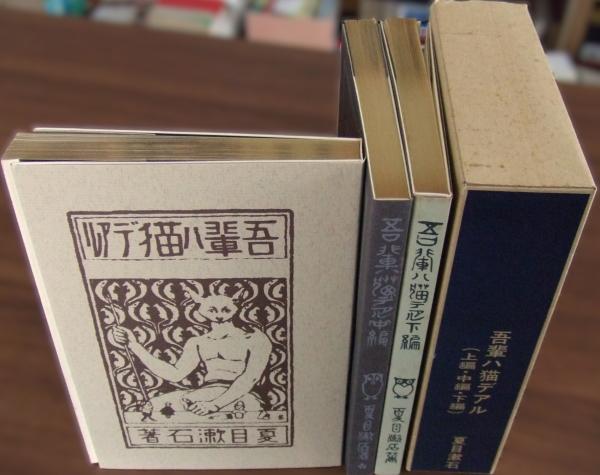 吾輩ハ猫デアル
夏目漱石著
吾輩ハ猫デアル中編
夏目漱石著
吾輩ハ猫デアル下編
夏目漱石著
吾輩ハ猫デアル
(上編・中編・下編)
夏目漱石